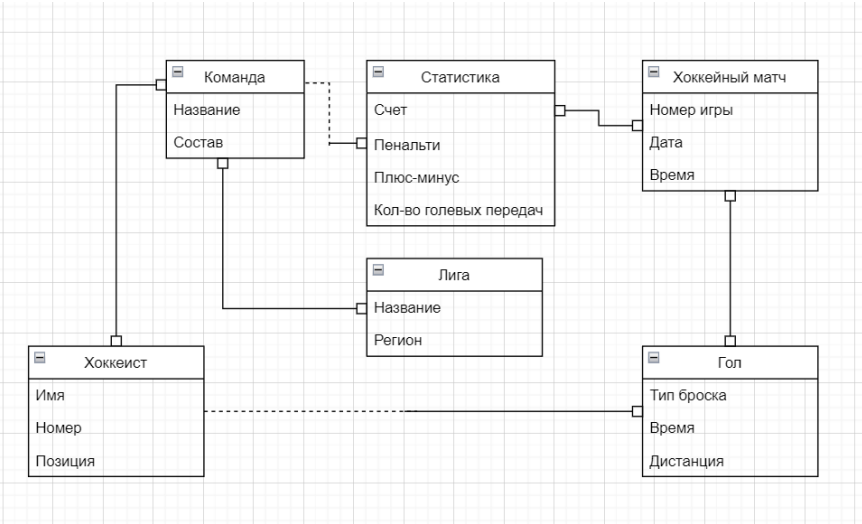 Команда
Название
Состав
Статистика
Счет
Пенальти
Плюс-минус
Кол-во голевых передач
Хоккейный матч
Номер игры
Дата
Время
Лига
Название
Регион
Хоккеист
Имя
Номер
Позиция
Гол
Тип броска
Время
Дистанция